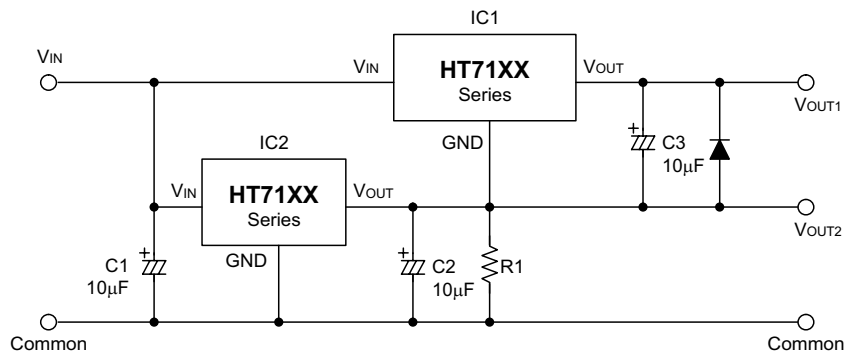 IC1
VIN
VIN
HT71XX
Series
VOUT
VOUT1
GND
C3
10μF
IC2
VIN
HT71XX
Series
VOUT
VOUT2
GND
C1
10μF
C2
10μF
R1
Common
Common